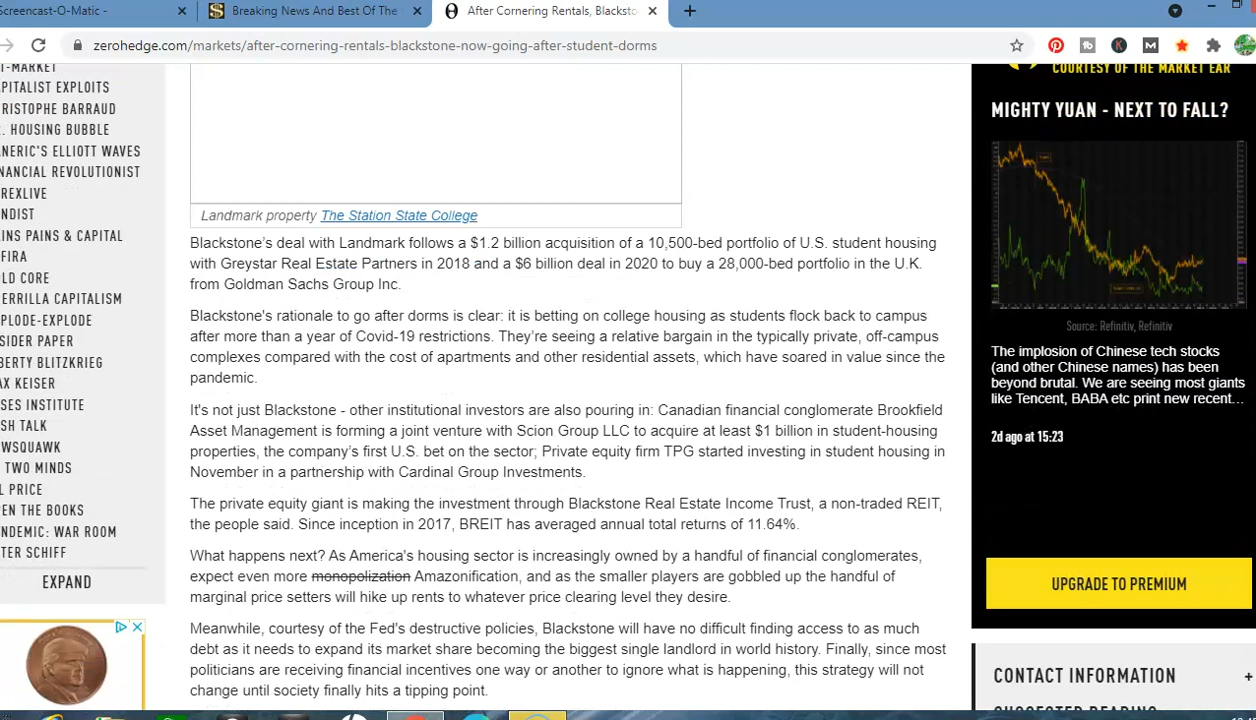 Screencast-O-Matic -
Breaking News And Best Of The
After Cornering Rentals, Blacksto
zerohedge.com/markets/after-cornering-rentals-blackstone-now-going-after-student-dorms
T-MARKET
PITALIST EXPLOITS
RISTOPHE BARRAUD
. HOUSING BUBBLE
ANERIC'S ELLIOTT WAVES
NANCIAL REVOLUTIONIST
REXLIVE
NDIST
INS PAINS & CAPITAL
FIRA
OLD CORE
ERRILLA CAPITALISM
PLODE-EXPLODE
SIDER PAPER
BERTY BLITZKRIEG
AX KEISER
SES INSTITUTE
SH TALK
WSQUAWK
TWO MINDS
L PRICE
EN THE BOOKS
NDEMIC: WAR ROOM
TER SCHIFF
EXPAND
Landmark property The Station State College
Blackstone's deal with Landmark follows a $1.2 billion acquisition of a 10,500-bed portfolio of U.S. student housing
with Greystar Real Estate Partners in 2018 and a $6 billion deal in 2020 to buy a 28,000-bed portfolio in the U.K.
from Goldman Sachs Group Inc.
Blackstone's rationale to go after dorms is clear: it is betting on college housing as students flock back to campus
after more than a year of Covid-19 restrictions. They're seeing a relative bargain in the typically private, off-campus
complexes compared with the cost of apartments and other residential assets, which have soared in value since the
pandemic.
It's not just Blackstone - other institutional investors are also pouring in: Canadian financial conglomerate Brookfield
Asset Management is forming a joint venture with Scion Group LLC to acquire at least $1 billion in student-housing
properties, the company's first U.S. bet on the sector; Private equity firm TPG started investing in student housing in
November in a partnership with Cardinal Group Investments.
The private equity giant is making the investment through Blackstone Real Estate Income Trust, a non-traded REIT,
the people said. Since inception in 2017, BREIT has averaged annual total returns of 11.64%.
What happens next? As America's housing sector is increasingly owned by a handful of financial conglomerates,
expect even more monopolization Amazonification, and as the smaller players are gobbled up the handful of
marginal price setters will hike up rents to whatever price clearing level they desire.
Meanwhile, courtesy of the Fed's destructive policies, Blackstone will have no difficult finding access to as much
debt as it needs to expand its market share becoming the biggest single landlord in world history. Finally, since most
politicians are receiving financial incentives one way or another to ignore what is happening, this strategy will not
change until society finally hits a tipping point.
COURTESY OF THE MARKET EAR
MIGHTY YUAN - NEXT TO FALL?
Source: Refinitiv, Refinitiv
The implosion of Chinese tech stocks
(and other Chinese names) has been
beyond brutal. We are seeing most giants
like Tencent, BABA etc print new recent...
2d ago at 15:23
UPGRADE TO PREMIUM
CONTACT INFORMATION +